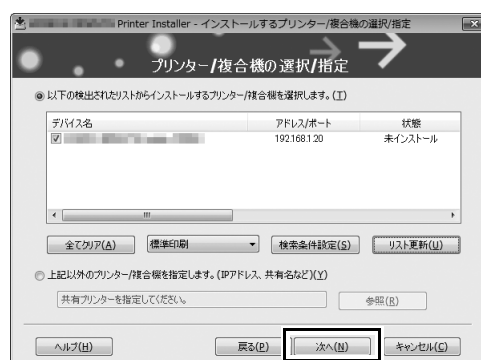 Printer Installer - インストールするプリンター/複合機の選択/指定
プリンター/複合機の選択/指定
以下の検出されたリストからインストールするプリンター/複合機を選択します。(T)
デバイス名 アドレス/ポート 状態
192.168.1.20 未インストール
全てクリア(A) 標準印刷 検索条件設定(S) リスト更新(U)
上記以外のプリンター/複合機を指定します。(IPアドレス、共有名など)(Y)
共有プリンターを指定してください。 参照(R)
ヘルプ(H) 戻る(P) 次へ(N) キャンセル(C)